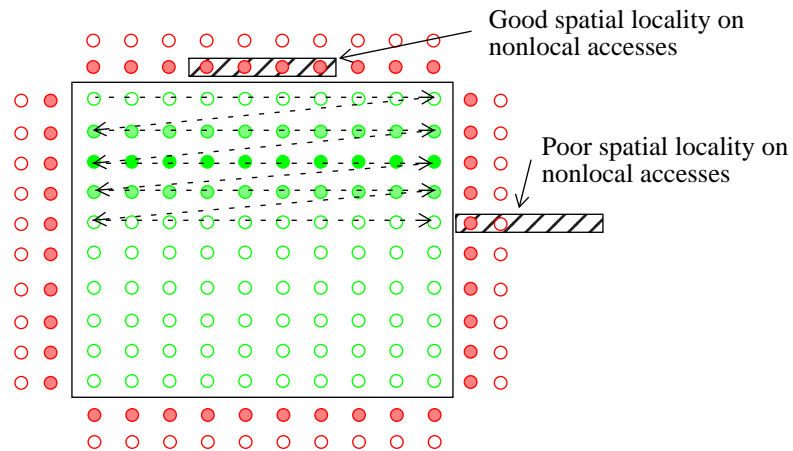 Good spatial locality on
nonlocal accesses
Poor spatial locality on
nonlocal accesses